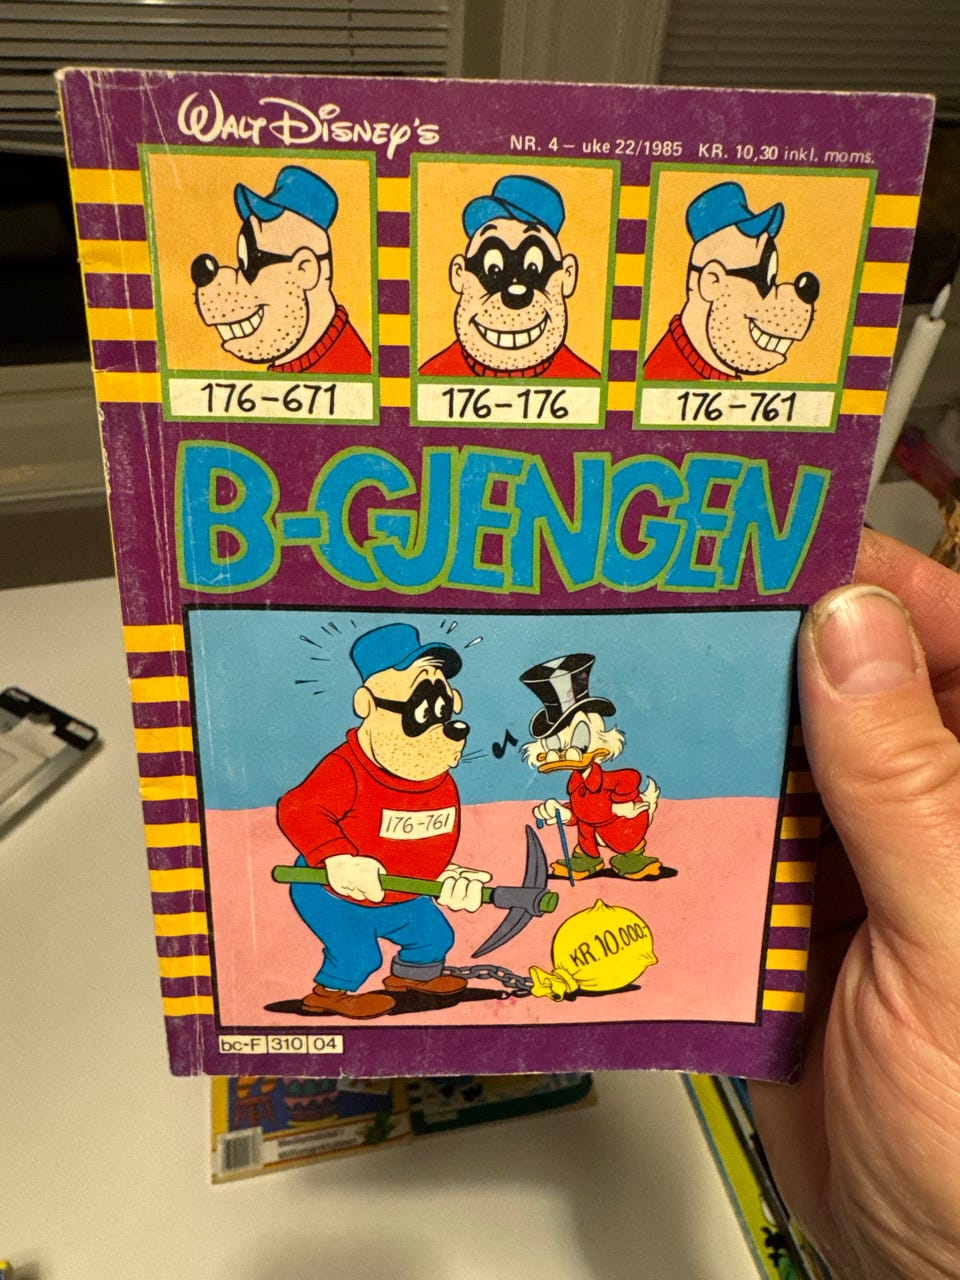 WALT DISNEY'S
NR. 4 – uke 22/1985 KR. 10,30 inkl. moms.
176-671
176-176
176-761
B-GJENGEN
176-761
KR. 10.000:-
bc-F 310 04